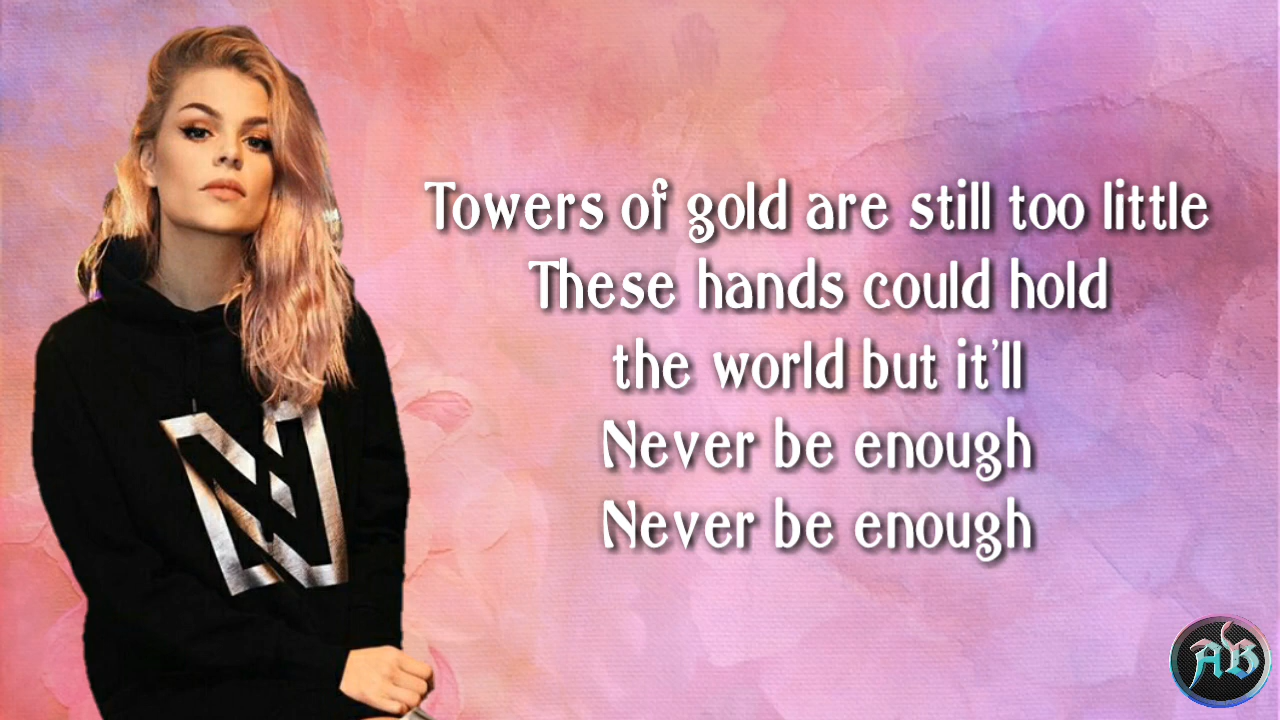 Towers of gold are still too little
These hands could hold
the world but it'll
Never be enough
Never be enough
N
AB